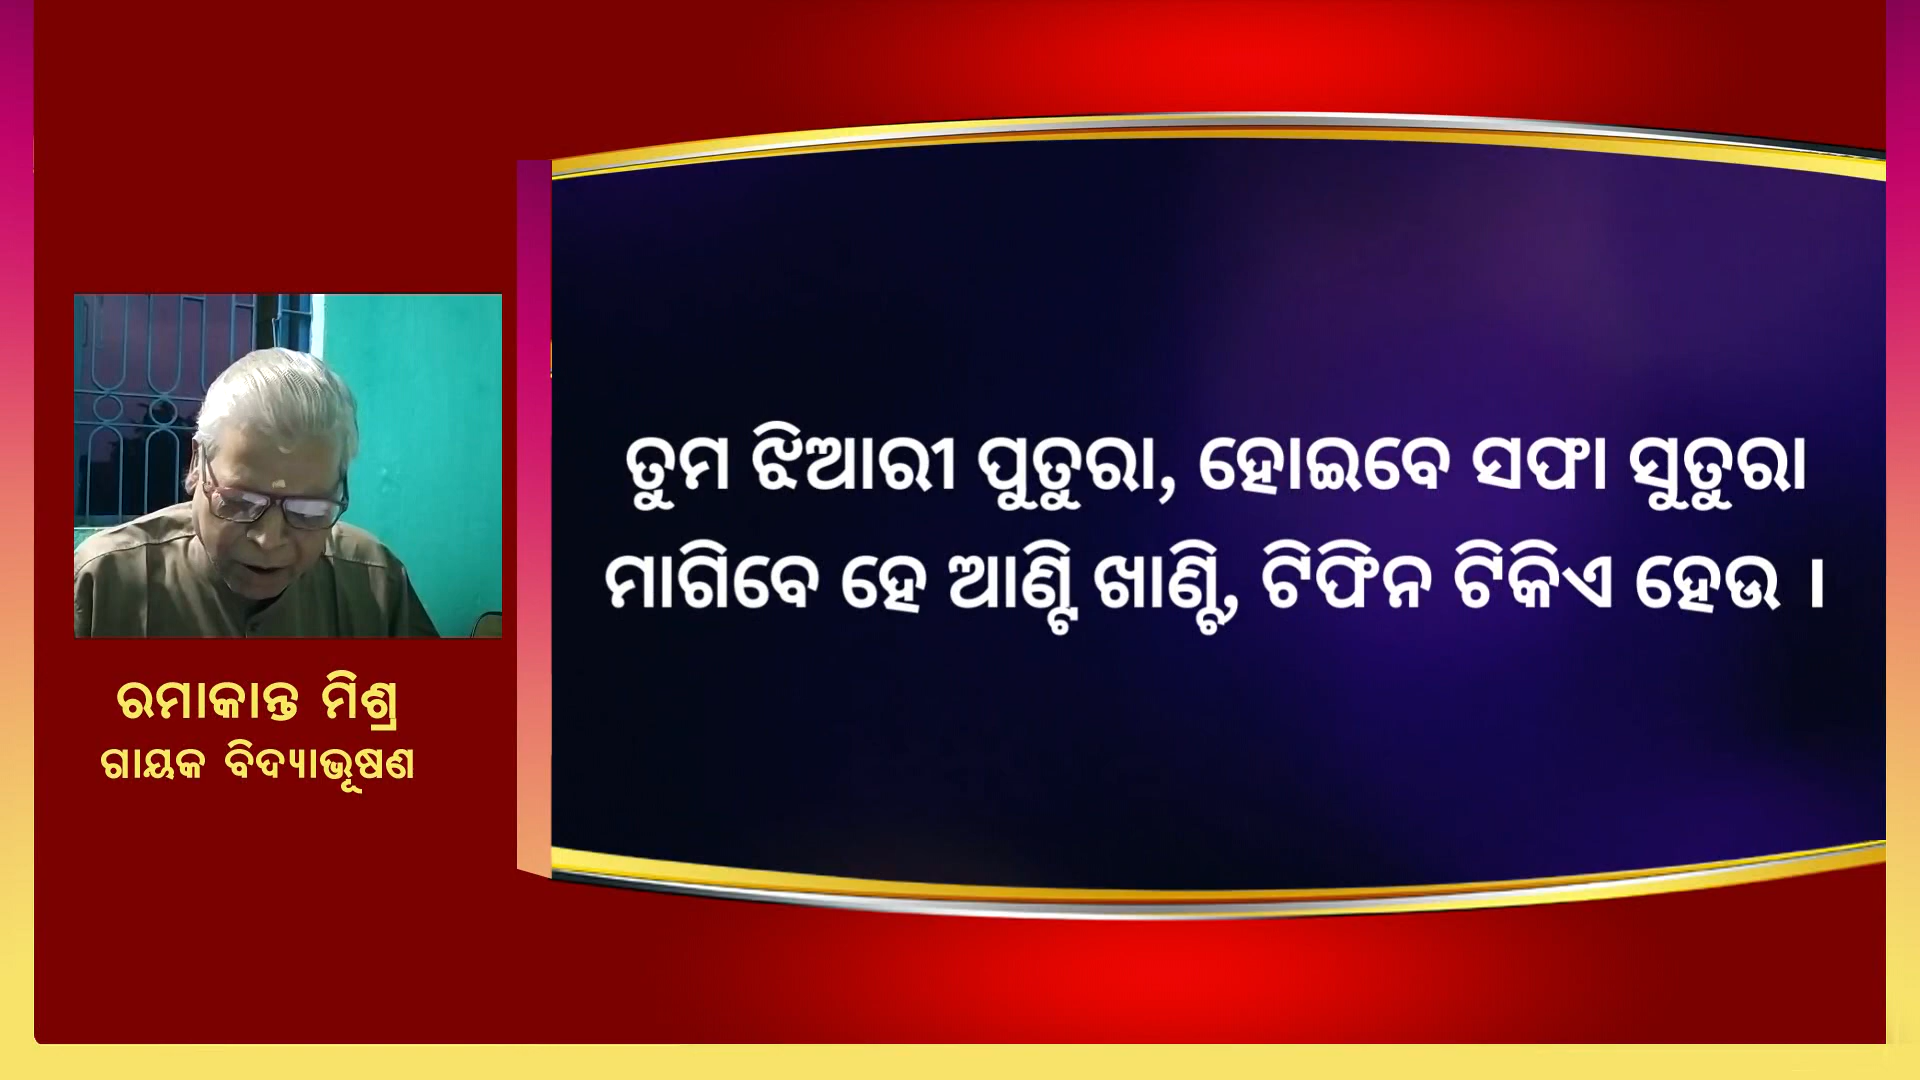 ତୁମ ଝିଆରୀ ପୁତୁରା, ହୋଇବେ ସଫା ସୁତୁରା
ମାଗିବେ ହେ ଆଣ୍ଟି ଖାଣ୍ଟି, ଟିଫିନ ଟିକିଏ ହେଉ ।
ରମାକାନ୍ତ ମିଶ୍ର
ଗାୟକ ବିଦ୍ୟାଭୂଷଣ